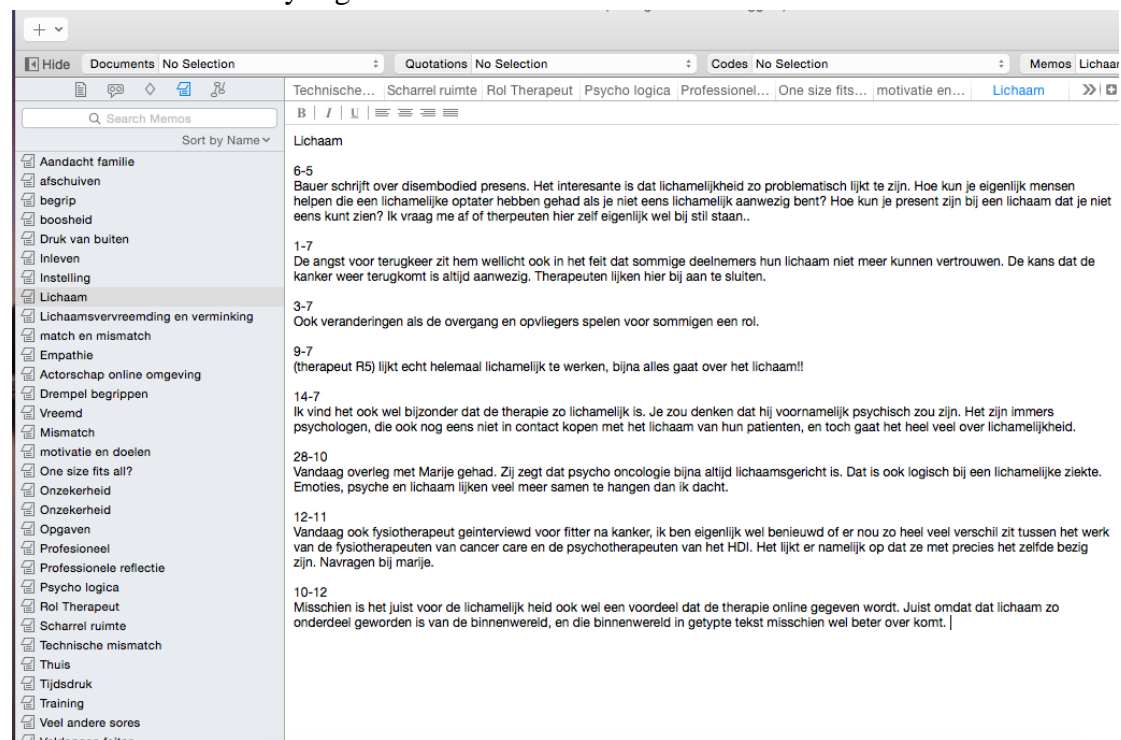 Hide Documents No Selection Quotations No Selection Codes No Selection Memos Lichaar
Technische... Scharrel ruimte Rol Therapeut Psycho logica Professionel... One size fits... motivatie en... Lichaam
Search Memos
B I U
Sort by Name
Aandacht familie
afschuiven
begrip
boosheid
Druk van buiten
Inleven
Instelling
Lichaam
Lichaamsvervreemding en verminking
match en mismatch
Empathie
Actorschap online omgeving
Drempel begrippen
Vreemd
Mismatch
motivatie en doelen
One size fits all?
Onzekerheid
Onzekerheid
Opgaven
Profesioneel
Professionele reflectie
Psycho logica
Rol Therapeut
Scharrel ruimte
Technische mismatch
Thuis
Tijdsdruk
Training
Veel andere sores
Lichaam
6-5
Bauer schrijft over disembodied presens. Het interesante is dat lichamelijkheid zo problematisch lijkt te zijn. Hoe kun je eigenlijk mensen
helpen die een lichamelijke optater hebben gehad als je niet eens lichamelijk aanwezig bent? Hoe kun je present zijn bij een lichaam dat je niet
eens kunt zien? Ik vraag me af of therpeuten hier zelf eigenlijk wel bij stil staan..
1-7
De angst voor terugkeer zit hem wellicht ook in het feit dat sommige deelnemers hun lichaam niet meer kunnen vertrouwen. De kans dat de
kanker weer terugkomt is altijd aanwezig. Therapeuten lijken hier bij aan te sluiten.
3-7
Ook veranderingen als de overgang en opvliegers spelen voor sommigen een rol.
9-7
(therapeut R5) lijkt echt helemaal lichamelijk te werken, bijna alles gaat over het lichaam!!
14-7
Ik vind het ook wel bijzonder dat de therapie zo lichamelijk is. Je zou denken dat hij voornamelijk psychisch zou zijn. Het zijn immers
psychologen, die ook nog eens niet in contact kopen met het lichaam van hun patienten, en toch gaat het heel veel over lichamelijkheid.
28-10
Vandaag overleg met Marije gehad. Zij zegt dat psycho oncologie bijna altijd lichaamsgericht is. Dat is ook logisch bij een lichamelijke ziekte.
Emoties, psyche en lichaam lijken veel meer samen te hangen dan ik dacht.
12-11
Vandaag ook fysiotherapeut geinterviewd voor fitter na kanker, ik ben eigenlijk wel benieuwd of er nou zo heel veel verschil zit tussen het werk
van de fysiotherapeuten van cancer care en de psychotherapeuten van het HDI. Het lijkt er namelijk op dat ze met precies het zelfde bezig
zijn. Navragen bij marije.
10-12
Misschien is het juist voor de lichamelijk heid ook wel een voordeel dat de therapie online gegeven wordt. Juist omdat dat lichaam zo
onderdeel geworden is van de binnenwereld, en die binnenwereld in getypte tekst misschien wel beter over komt.